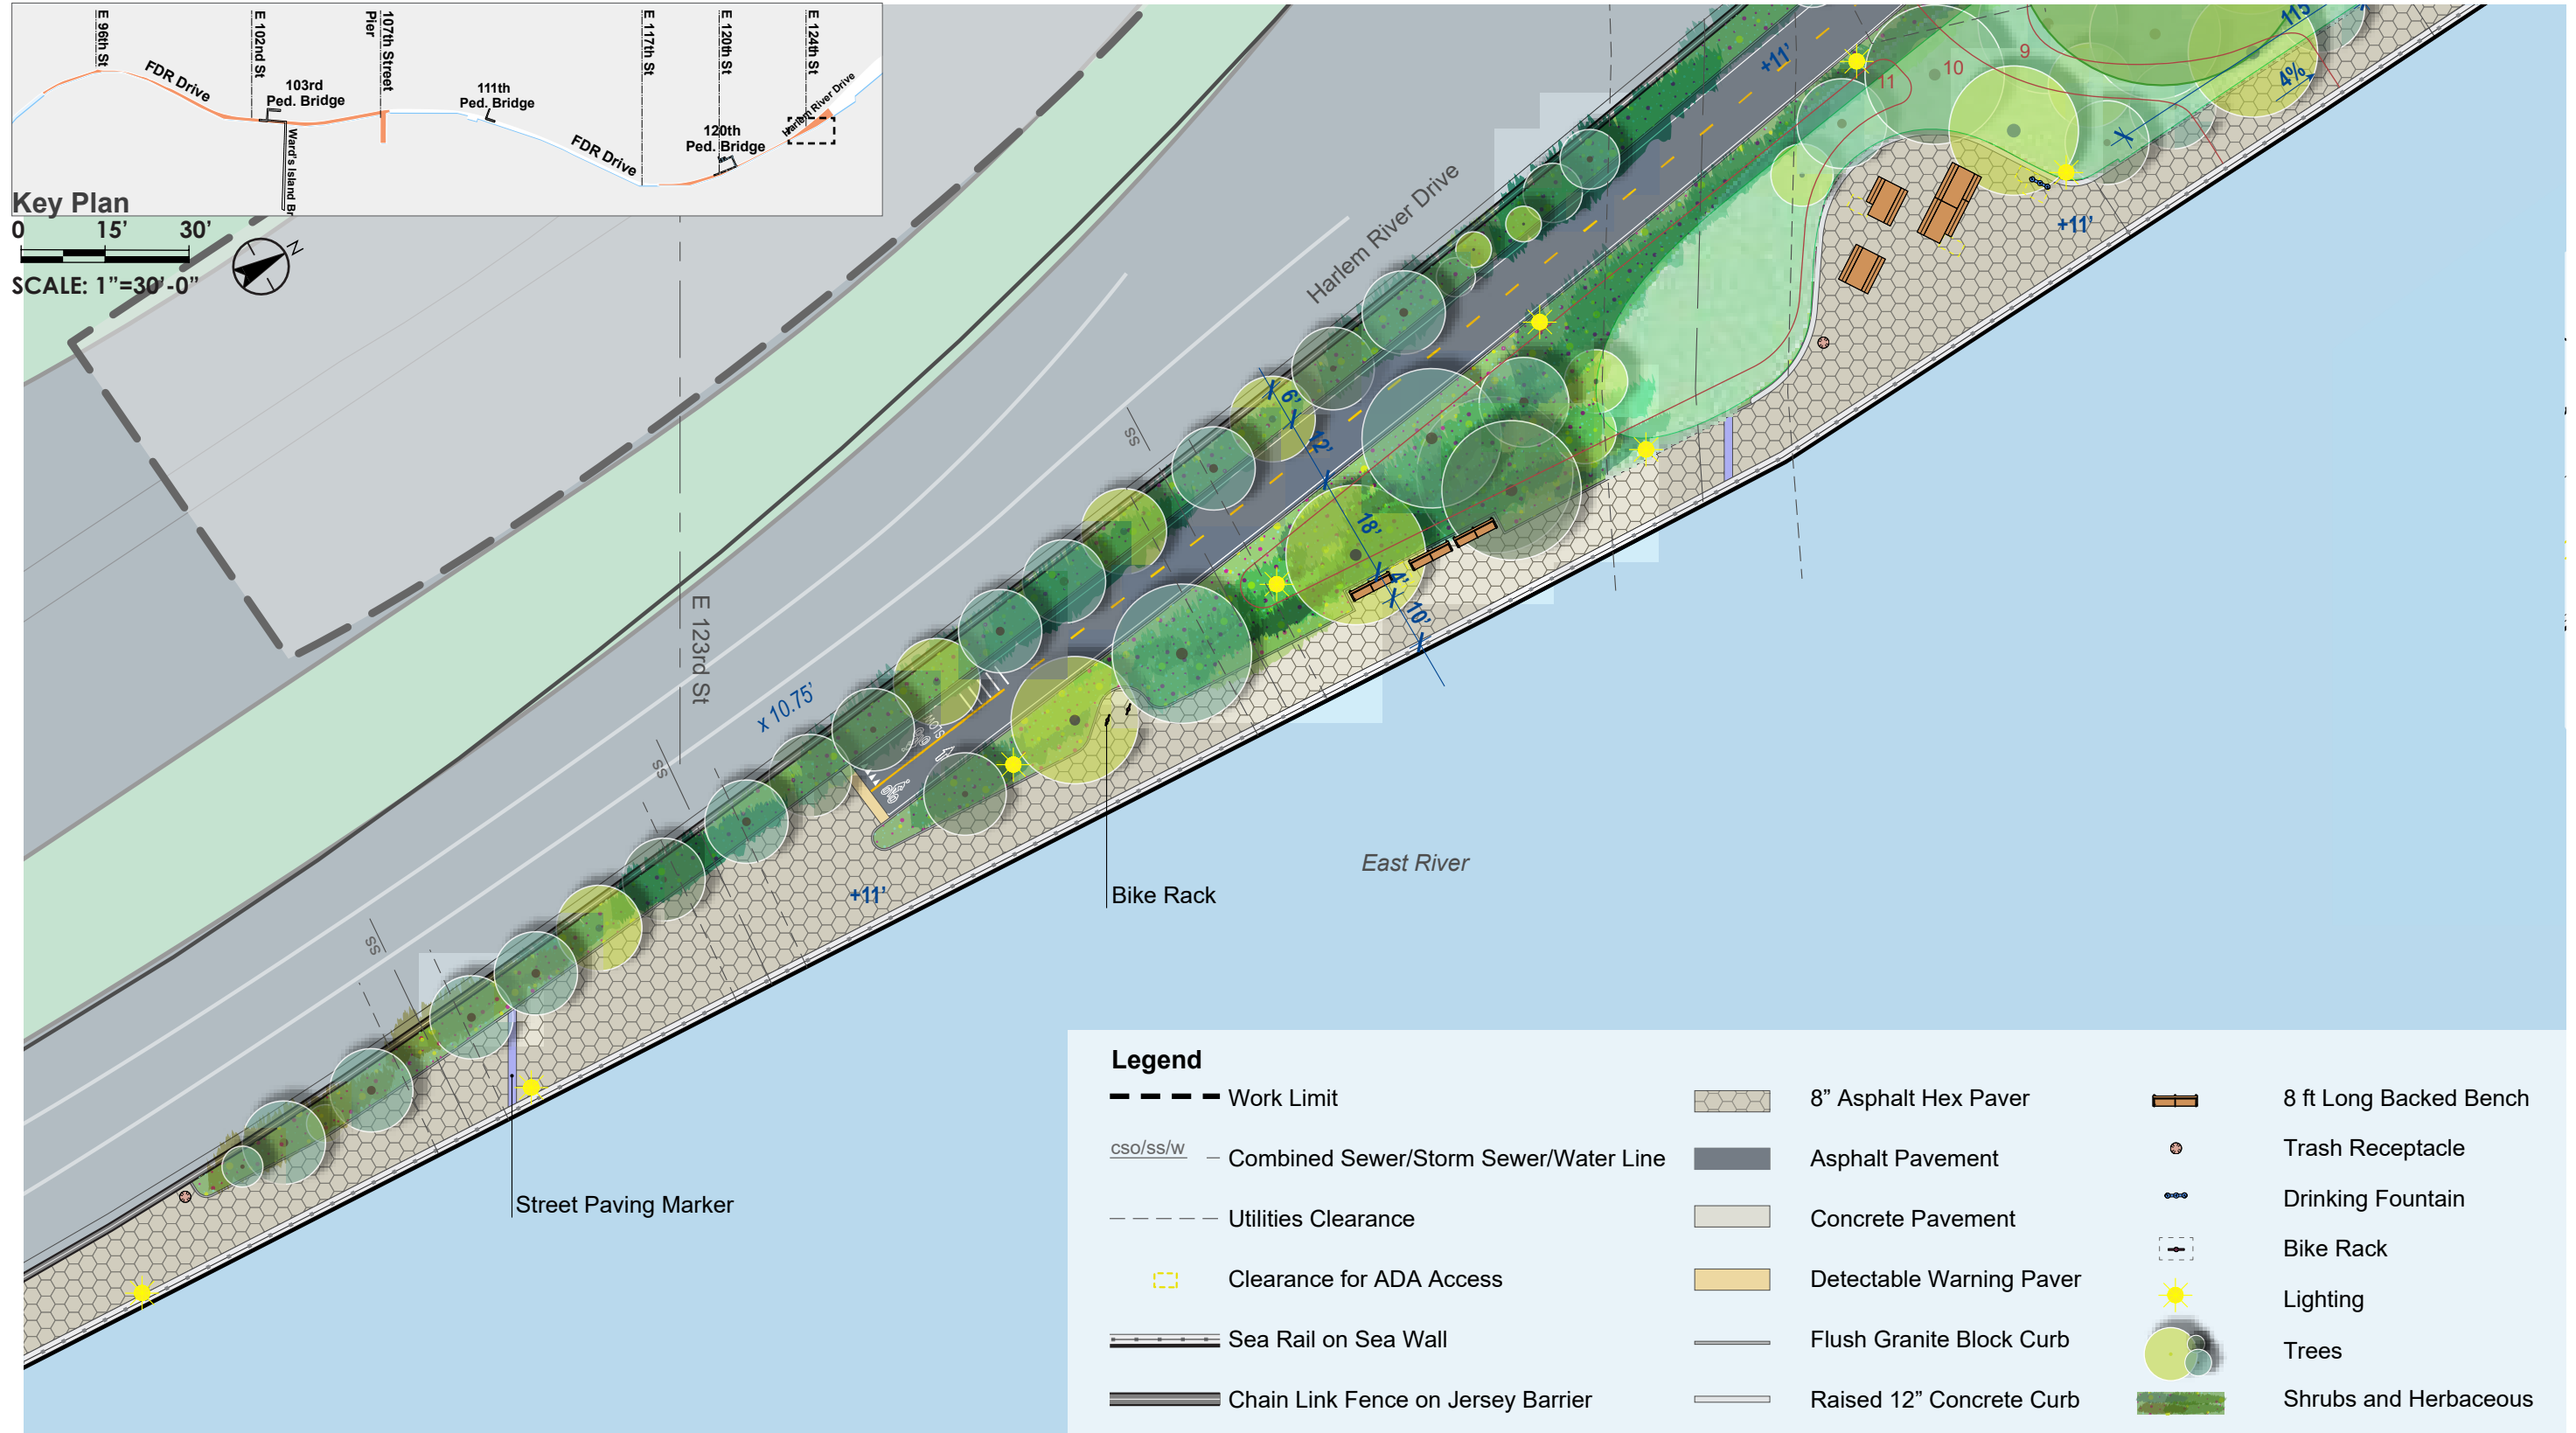 E 96th St
FDR Drive
E 102nd St
103rd
Ped. Bridge
Ward's Island Br
107th Street
Pier
111th
Ped. Bridge
FDR Drive
E 117th St
E 120th St
120th
Ped. Bridge
E 124th St
Harlem River Drive
Key Plan
0 15' 30'
SCALE: 1”=30'-0”
N
Harlem River Drive
+11'
11
10
9
115
4%
+11'
6'
12'
18'
4'
10'
SS
E 123rd St
x 10.75'
SLOW
SS
SS
+11'
Bike Rack
East River
Street Paving Marker
Legend
Work Limit
cso/ss/w
Combined Sewer/Storm Sewer/Water Line
Utilities Clearance
Clearance for ADA Access
Sea Rail on Sea Wall
Chain Link Fence on Jersey Barrier
8” Asphalt Hex Paver
Asphalt Pavement
Concrete Pavement
Detectable Warning Paver
Flush Granite Block Curb
Raised 12” Concrete Curb
8 ft Long Backed Bench
Trash Receptacle
Drinking Fountain
Bike Rack
Lighting
Trees
Shrubs and Herbaceous